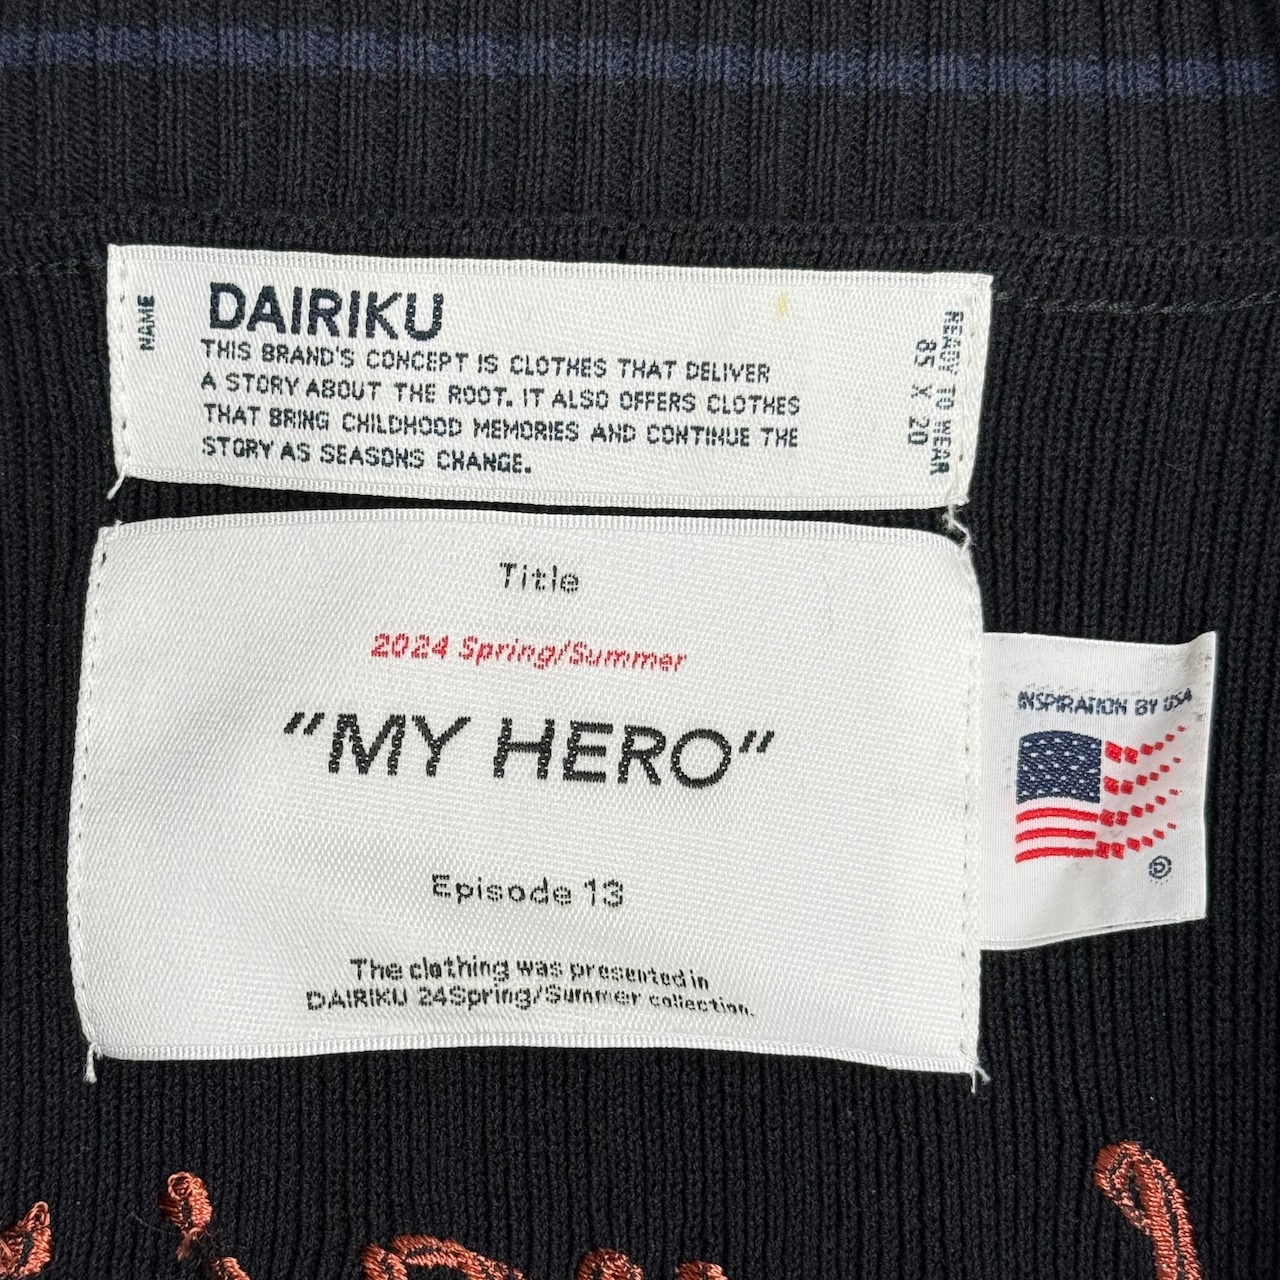 NAME
DAIRIKU
THIS BRAND'S CONCEPT IS CLOTHES THAT DELIVER
A STORY ABOUT THE ROOT. IT ALSO OFFERS CLOTHES
THAT BRING CHILDHOOD MEMORIES AND CONTINUE THE
STORY AS SEASONS CHANGE.
READY TO WEAR
85 X 20
Title
2024 Spring/Summer
"MY HERO"
Episode 13
The clothing was presented in
DAIRIKU 24Spring/Summer collection.
INSPIRATION BY USA
©